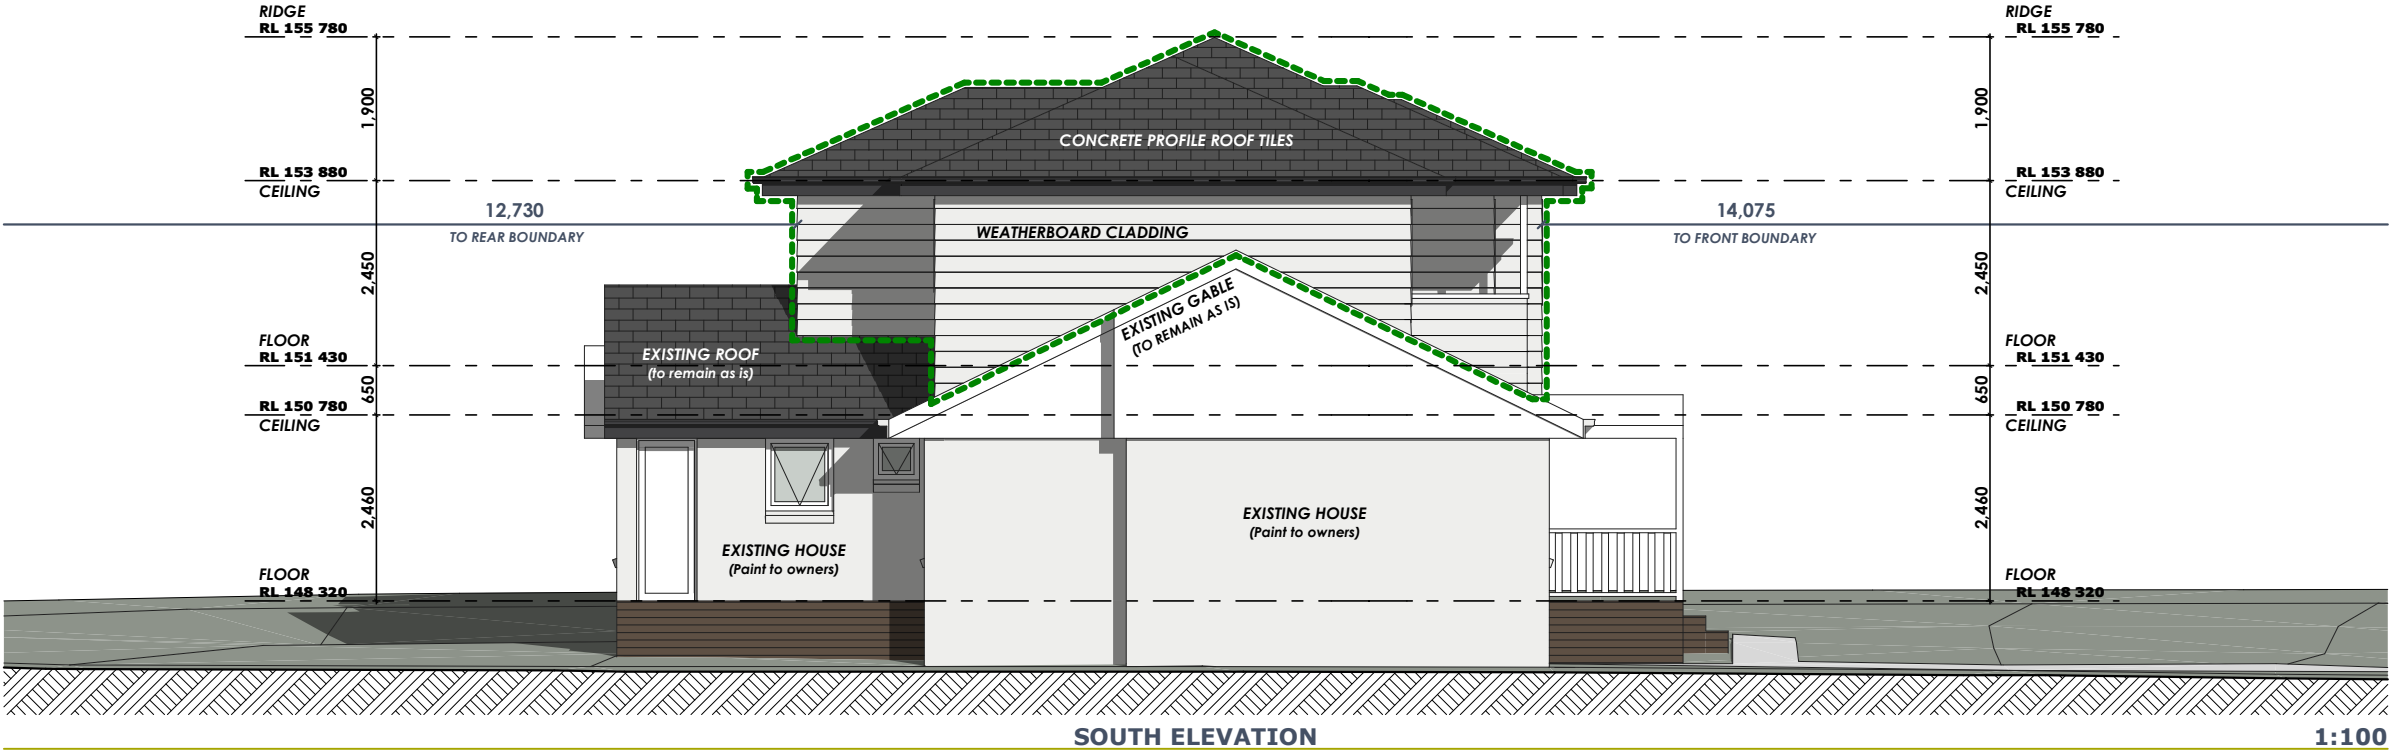 RIDGE
RL 155 780
RIDGE
RL 155 780
1,900
1,900
CONCRETE PROFILE ROOF TILES
RL 153 880
CEILING
RL 153 880
CEILING
12,730
TO REAR BOUNDARY
14,075
TO FRONT BOUNDARY
WEATHERBOARD CLADDING
2,450
2,450
EXISTING GABLE
(TO REMAIN AS IS)
FLOOR
RL 151 430
EXISTING ROOF
(to remain as is)
FLOOR
RL 151 430
650
650
RL 150 780
CEILING
RL 150 780
CEILING
2,460
2,460
EXISTING HOUSE
(Paint to owners)
EXISTING HOUSE
(Paint to owners)
FLOOR
RL 148 320
FLOOR
RL 148 320
SOUTH ELEVATION
1:100